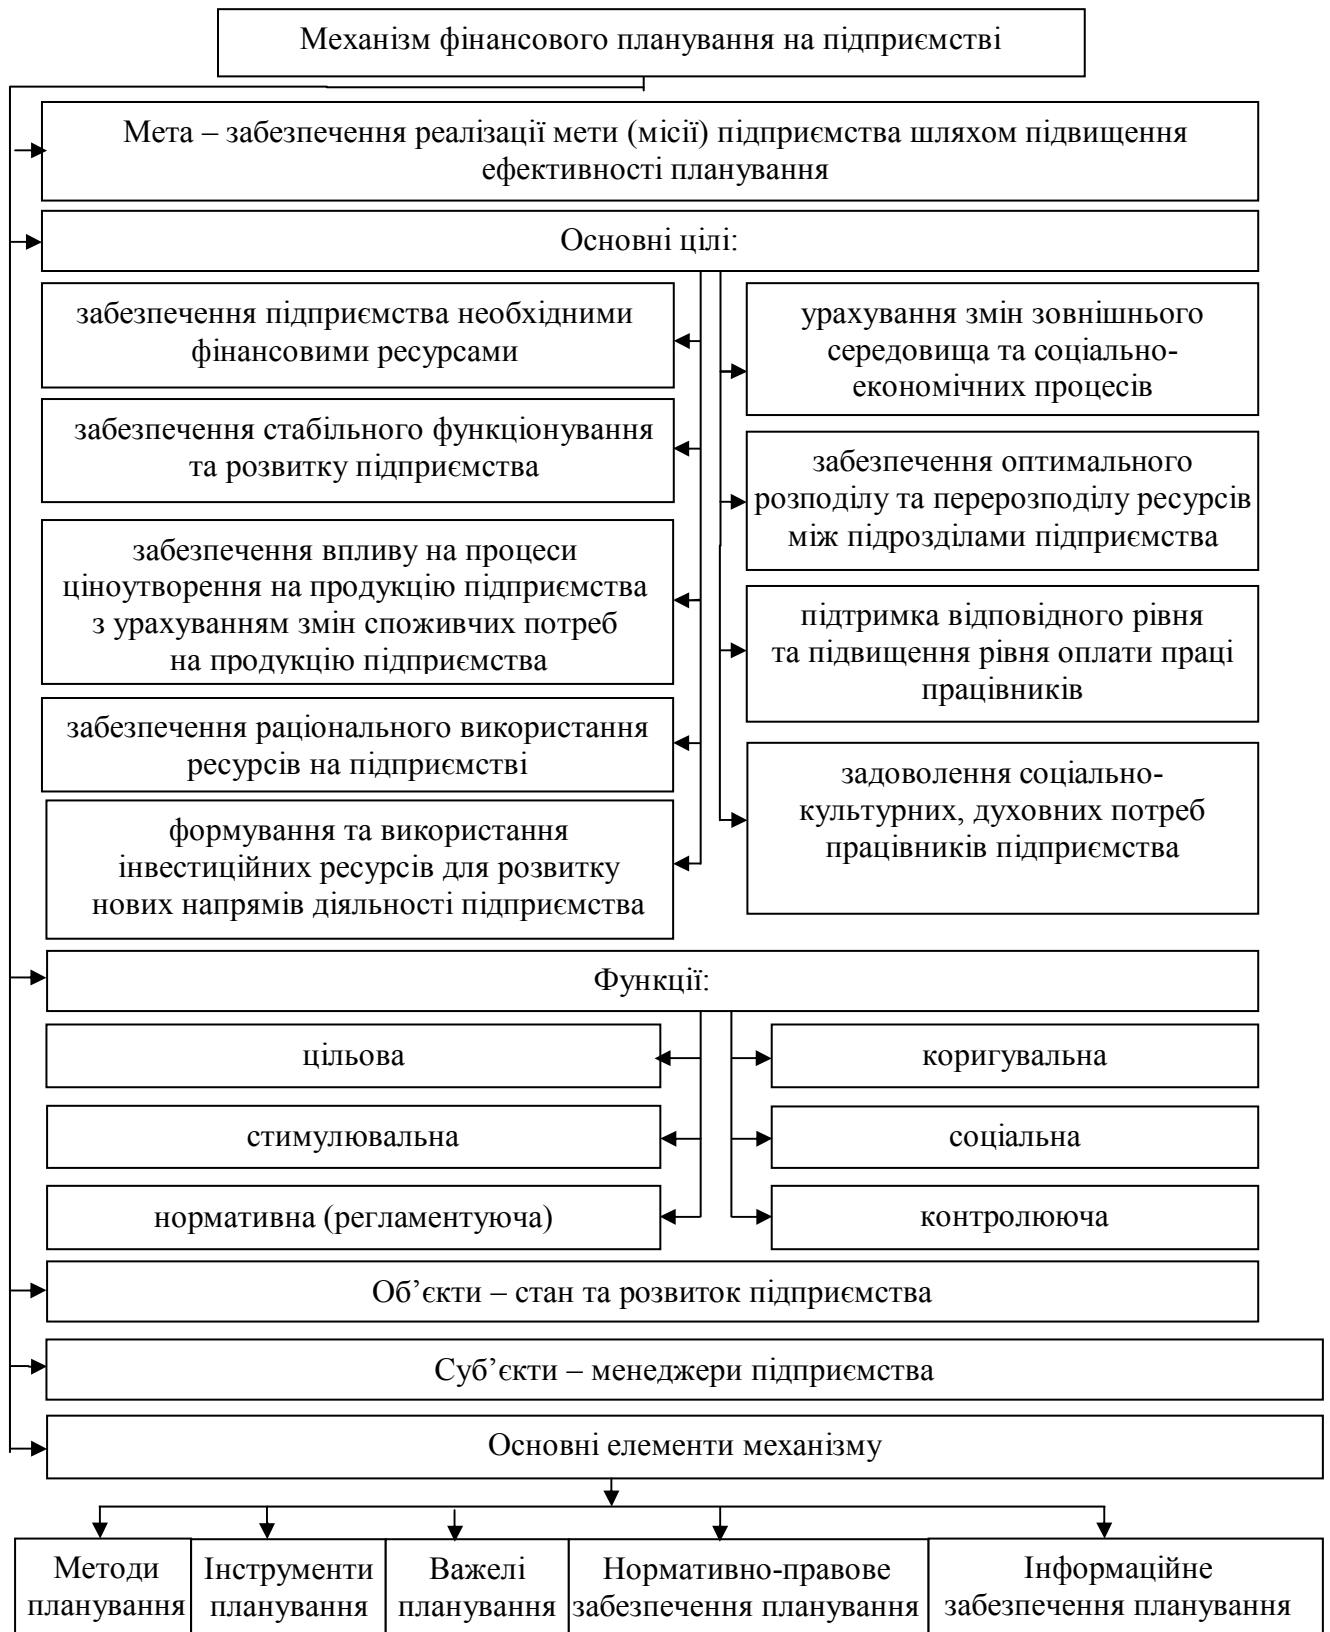 Механізм фінансового планування на підприємстві
Мета – забезпечення реалізації мети (місії) підприємства шляхом підвищення
ефективності планування
Основні цілі:
забезпечення підприємства необхідними
фінансовими ресурсами
забезпечення стабільного функціонування
та розвитку підприємства
забезпечення впливу на процеси
ціноутворення на продукцію підприємства
з урахуванням змін споживчих потреб
на продукцію підприємства
забезпечення раціонального використання
ресурсів на підприємстві
формування та використання
інвестиційних ресурсів для розвитку
нових напрямів діяльності підприємства
урахування змін зовнішнього
середовища та соціально-
економічних процесів
забезпечення оптимального
розподілу та перерозподілу ресурсів
між підрозділами підприємства
підтримка відповідного рівня
та підвищення рівня оплати праці
працівників
задоволення соціально-
культурних, духовних потреб
працівників підприємства
Функції:
цільова
стимулювальна
нормативна (регламентуюча)
коригувальна
соціальна
контролююча
Об’єкти – стан та розвиток підприємства
Суб’єкти – менеджери підприємства
Основні елементи механізму
Методи
планування
Інструменти
планування
Важелі
планування
Нормативно-правове
забезпечення планування
Інформаційне
забезпечення планування